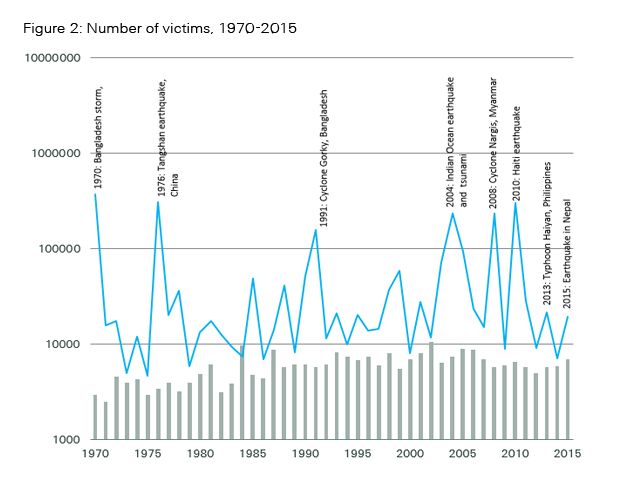 Figure 2: Number of victims, 1970-2015
10000000
1000000
100000
10000
1000
1970: Bangladesh storm,
1976: Tangshan earthquake,
China
1991: Cyclone Gorky, Bangladesh
2004: Indian Ocean earthquake
and tsunami
2008: Cyclone Nargis, Myanmar
2010: Haiti earthquake
2013: Typhoon Haiyan, Philippines
2015: Earthquake in Nepal
1970 1975 1980 1985 1990 1995 2000 2005 2010 2015